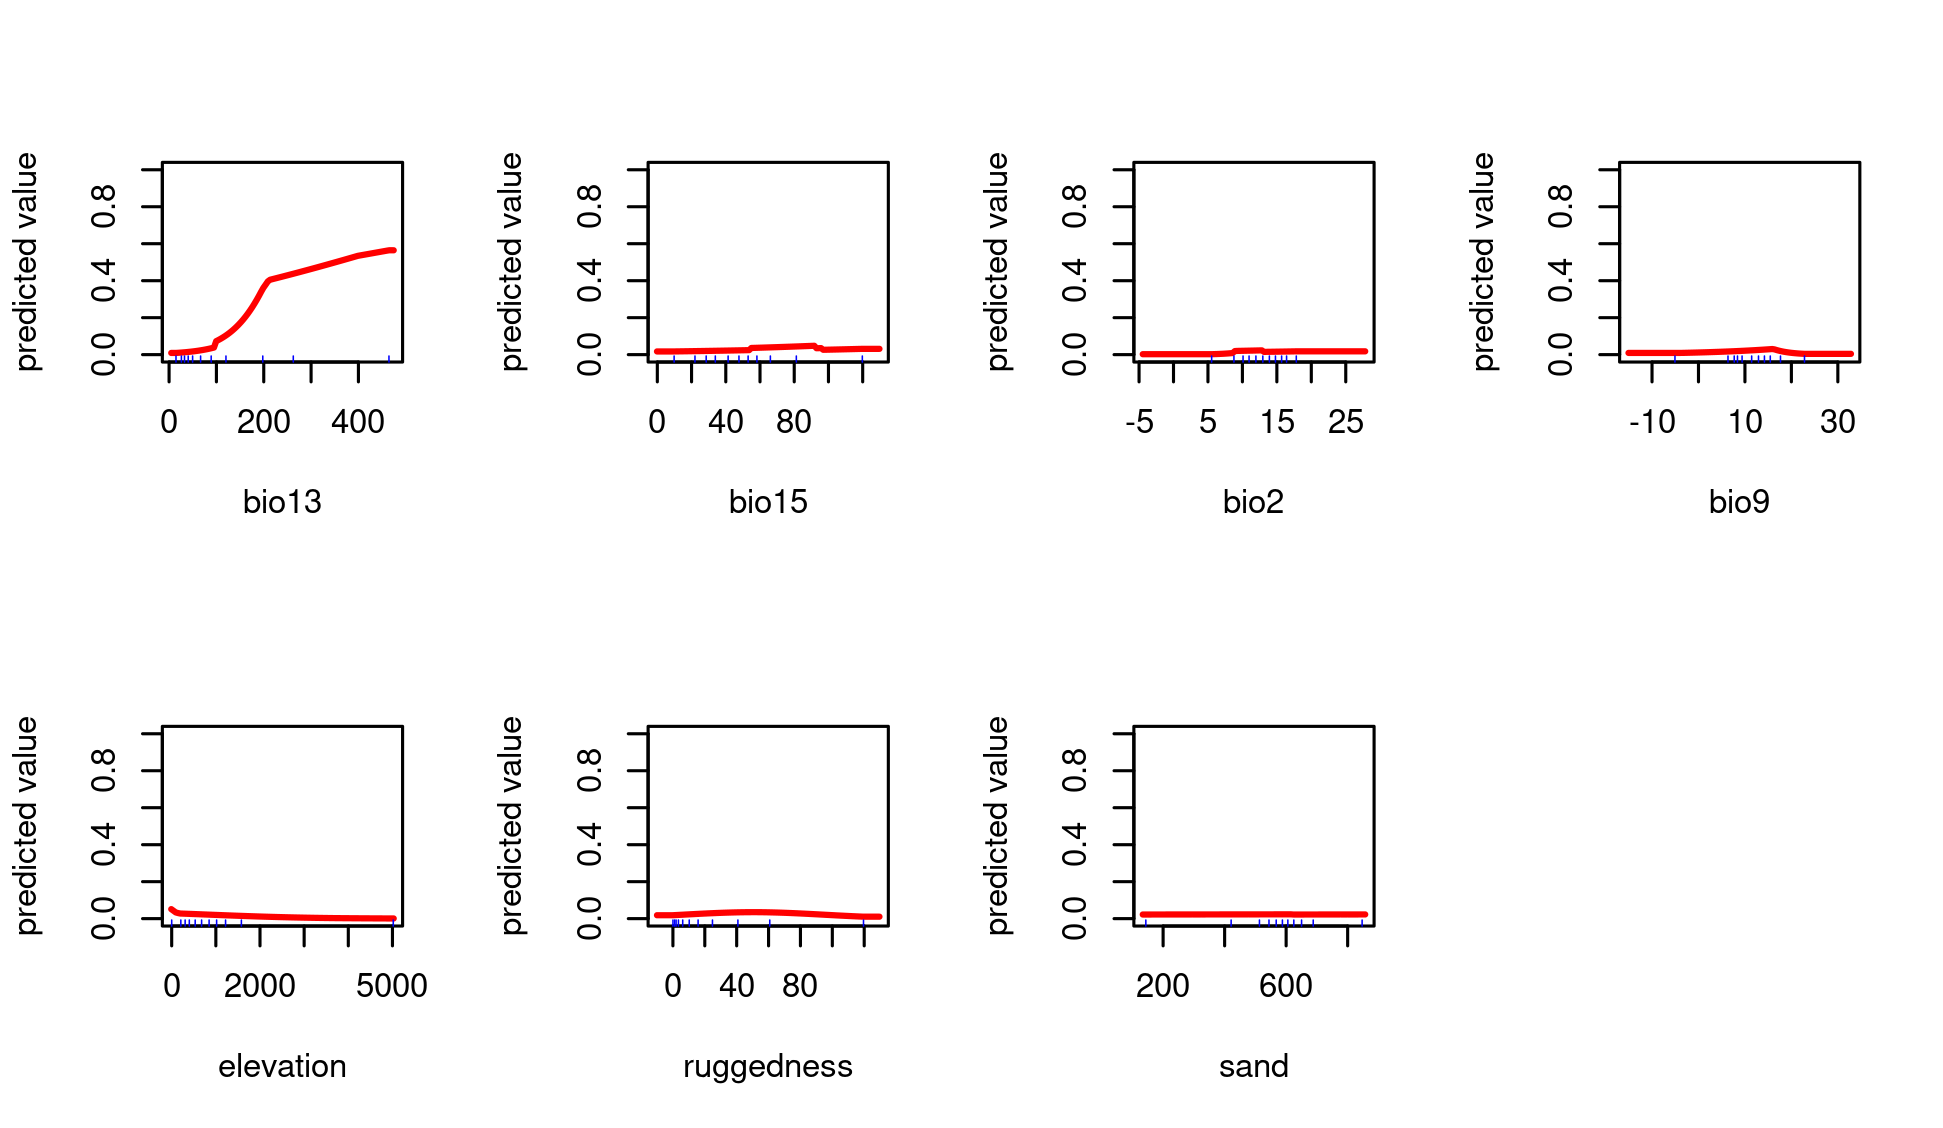 predicted value
0.0 0.4 0.8
0 200 400
bio13
predicted value
0.0 0.4 0.8
0 40 80
bio15
predicted value
0.0 0.4 0.8
-5 5 15 25
bio2
predicted value
0.0 0.4 0.8
-10 10 30
bio9
predicted value
0.0 0.4 0.8
0 2000 5000
elevation
predicted value
0.0 0.4 0.8
0 40 80
ruggedness
predicted value
0.0 0.4 0.8
200 600
sand